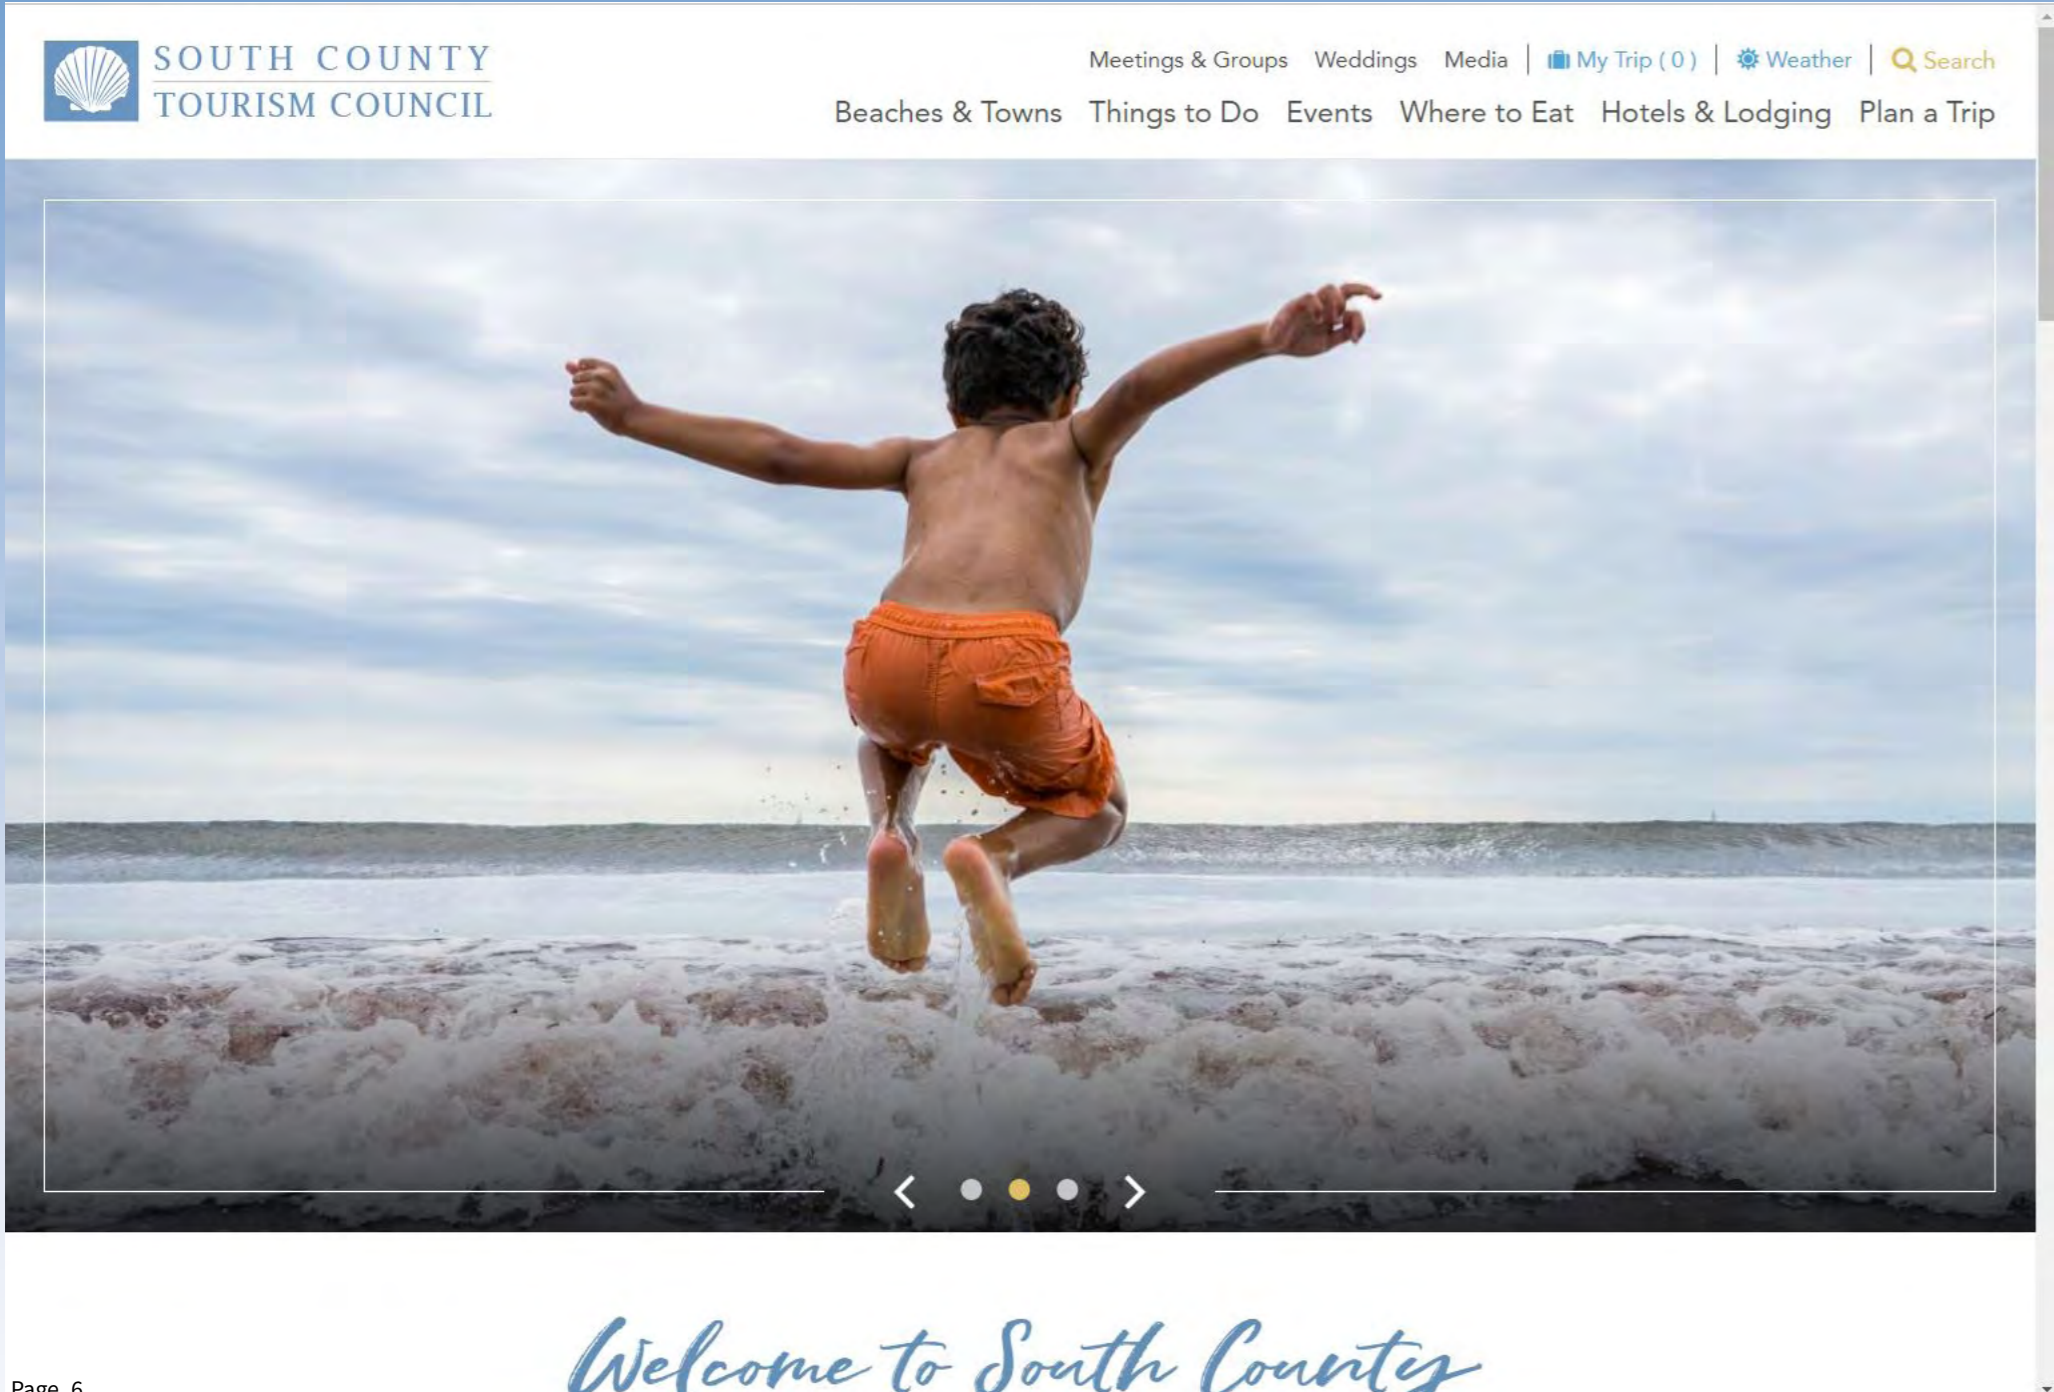 SOUTH COUNTY
TOURISM COUNCIL
Meetings & Groups Weddings Media | My Trip ( 0 ) | Weather | Search
Beaches & Towns Things to Do Events Where to Eat Hotels & Lodging Plan a Trip
Welcome to South County
Page 6